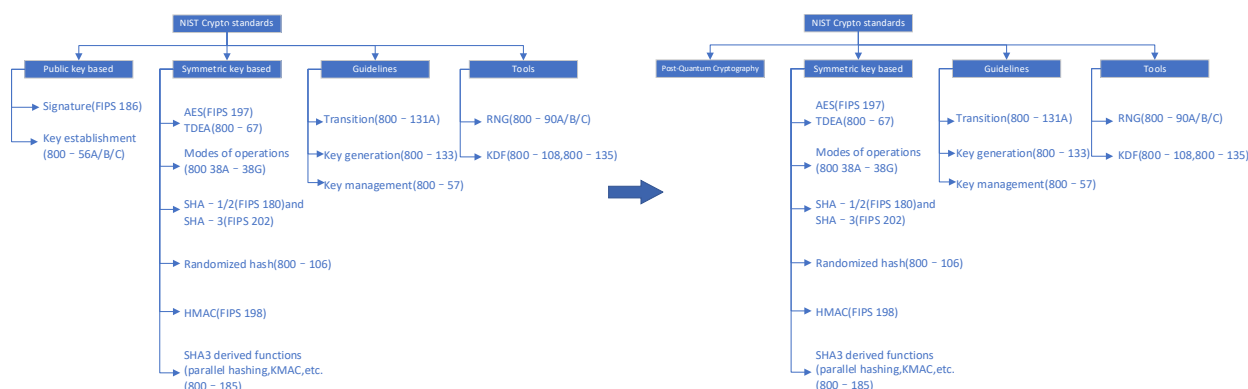 NIST Crypto standards
Public key based
Symmetric key based
Guidelines
Tools
Signature(FIPS 186)
Key establishment
(800 – 56A/B/C)
AES(FIPS 197)
TDEA(800 – 67)
Modes of operations
(800 38A – 38G)
SHA – 1/2(FIPS 180)and
SHA – 3(FIPS 202)
Randomized hash(800 – 106)
HMAC(FIPS 198)
SHA3 derived functions
(parallel hashing,KMAC,etc.
(800 – 185)
Transition(800 – 131A)
Key generation(800 – 133)
Key management(800 – 57)
RNG(800 – 90A/B/C)
KDF(800 – 108,800 – 135)
NIST Crypto standards
Post-Quantum Cryptography
Symmetric key based
Guidelines
Tools
AES(FIPS 197)
TDEA(800 – 67)
Modes of operations
(800 38A – 38G)
SHA – 1/2(FIPS 180)and
SHA – 3(FIPS 202)
Randomized hash(800 – 106)
HMAC(FIPS 198)
SHA3 derived functions
(parallel hashing,KMAC,etc.
(800 – 185)
Transition(800 – 131A)
Key generation(800 – 133)
Key management(800 – 57)
RNG(800 – 90A/B/C)
KDF(800 – 108,800 – 135)